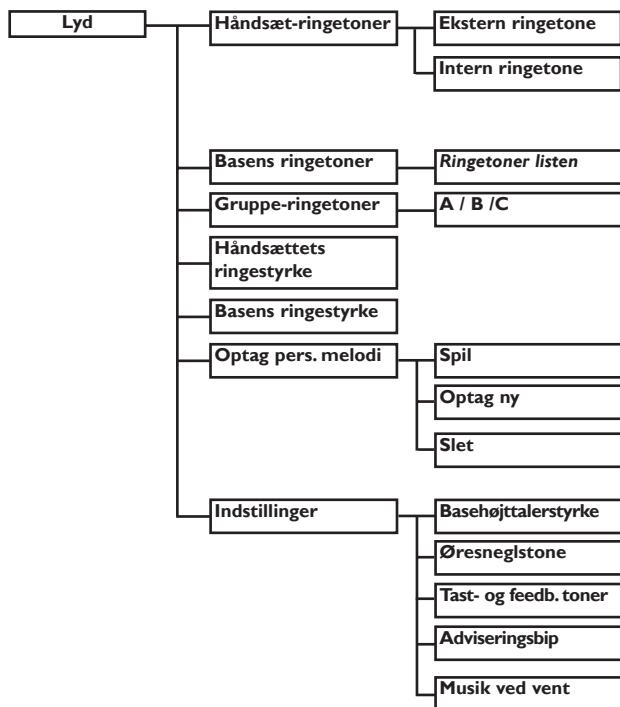 Lyd
Håndsæt-ringetoner
Ekstern ringetone
Intern ringetone
Basens ringetoner
Ringetoner listen
Gruppe-ringetoner
A / B /C
Håndsættets
ringestyrke
Basens ringestyrke
Optag pers. melodi
Spil
Optag ny
Slet
Indstillinger
Basehøjttalerstyrke
Øresneglstone
Tast- og feedb. toner
Adviseringsbip
Musik ved vent